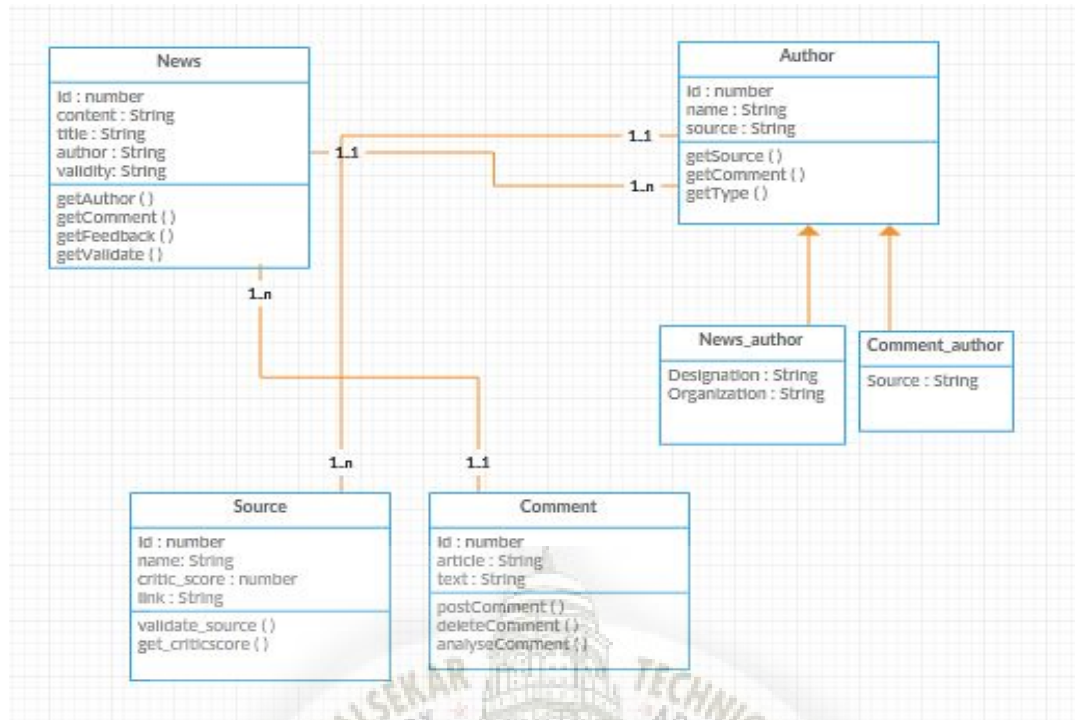 News
Id : number
content : String
title : String
author : String
validity: String
getAuthor ( )
getComment ( )
getFeedback ( )
getValidate ( )
Author
Id : number
name : String
source : String
getSource ( )
getComment ( )
getType ( )
1..1
1..1
1..n
1..n
News_author
Designation : String
Organization : String
Comment_author
Source : String
1..n
1..1
Source
Id : number
name: String
critic_score : number
link : String
validate_source ( )
get_criticscore ( )
Comment
Id : number
article : String
text : String
postComment ( )
deleteComment ( )
analyseComment ( )
ALSEKAR TECHNIC